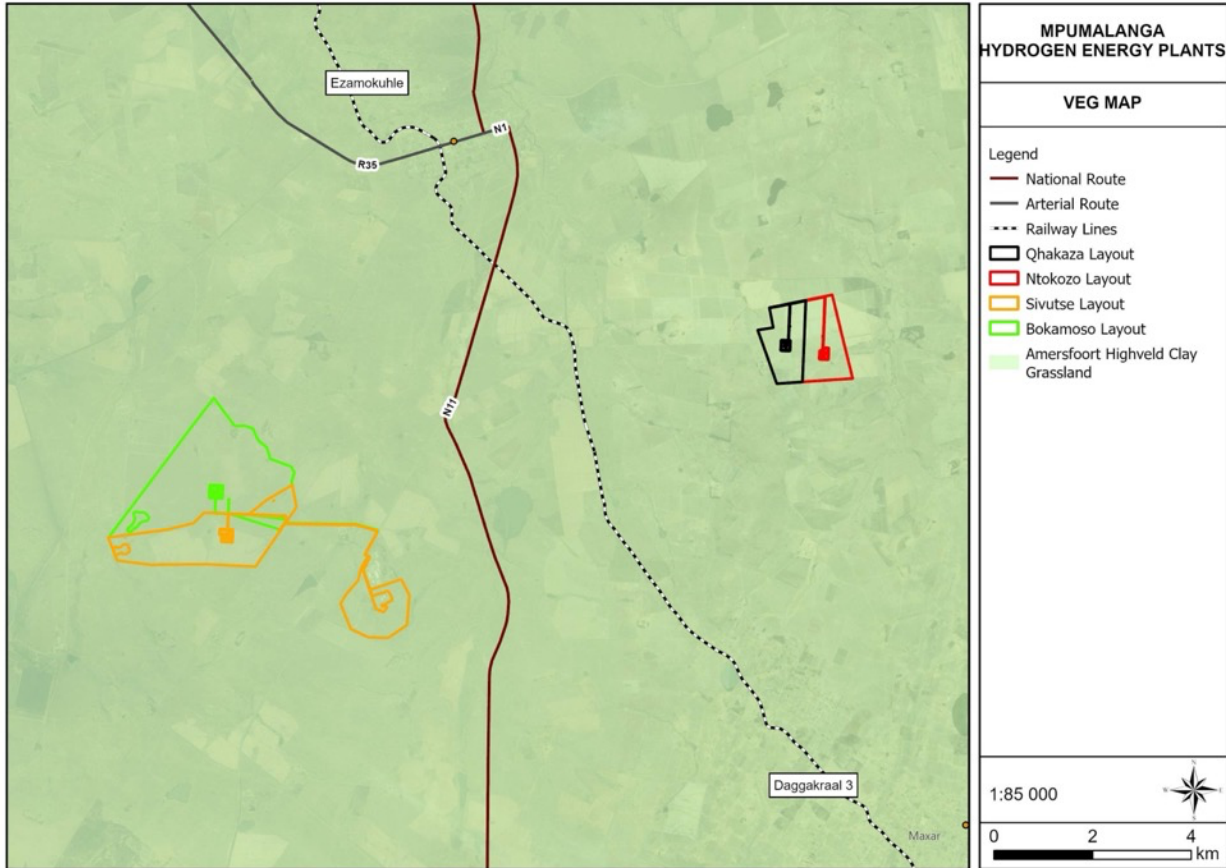 MPUMALANGA
HYDROGEN ENERGY PLANTS
VEG MAP
Legend
National Route
Arterial Route
Railway Lines
Qhakaza Layout
Ntokozo Layout
Sivutse Layout
Bokamoso Layout
Amersfoort Highveld Clay
Grassland
Ezamokuhle
N1
R35
N11
Daggakraal 3
Maxar
1:85 000
N
W
E
S
0 2 4
km